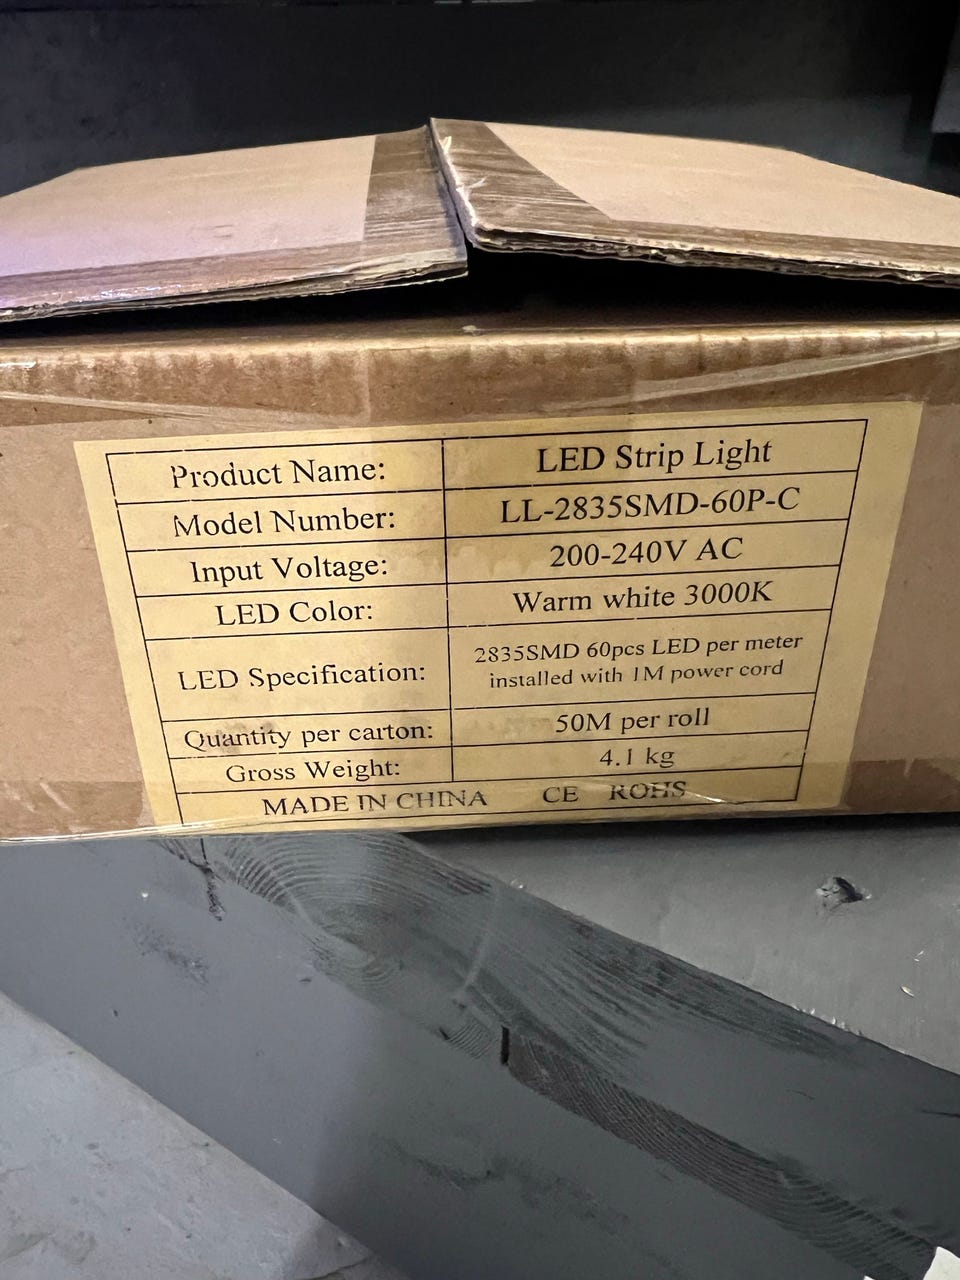 Product Name: LED Strip Light
Model Number: LL-2835SMD-60P-C
Input Voltage: 200-240V AC
LED Color: Warm white 3000K
LED Specification: 2835SMD 60pcs LED per meter
installed with 1M power cord
Quantity per carton: 50M per roll
Gross Weight: 4.1 kg
MADE IN CHINA CE ROHS